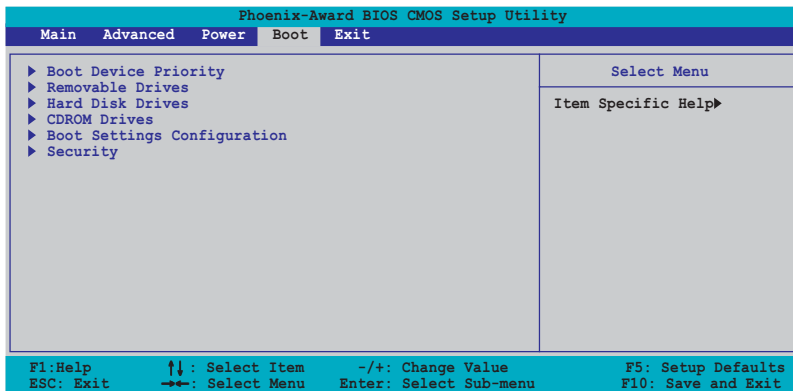 Phoenix-Award BIOS CMOS Setup Utility
Main Advanced Power Boot Exit
▶ Boot Device Priority
▶ Removable Drives
▶ Hard Disk Drives
▶ CDROM Drives
▶ Boot Settings Configuration
▶ Security
Select Menu
Item Specific Help▶
F1:Help ↑↓ : Select Item -/+: Change Value F5: Setup Defaults
ESC: Exit →←: Select Menu Enter: Select Sub-menu F10: Save and Exit